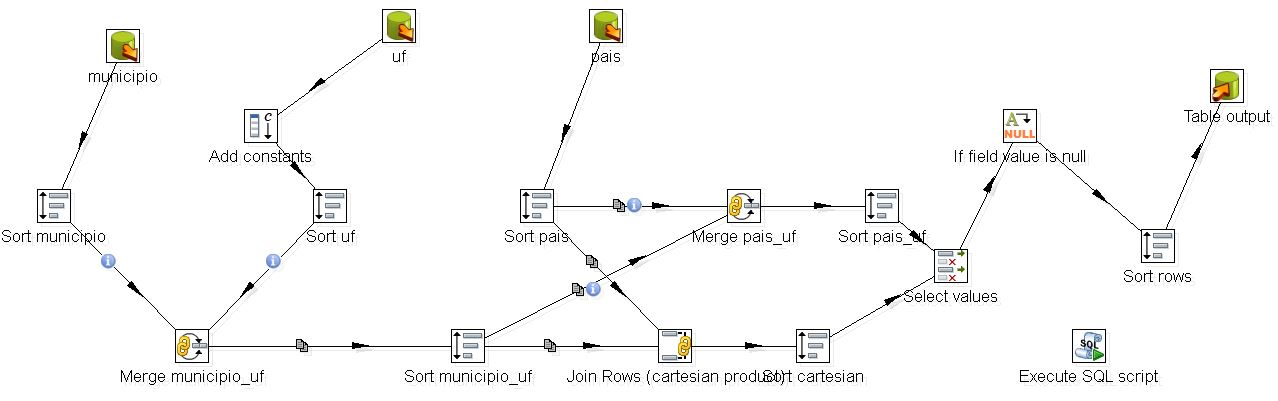 uf
pais
municipio
Table output
Add constants
If field value is null
A
NULL
c
Sort municipio
Sort uf
Sort pais
Merge pais_uf
Sort pais_uf
Sort rows
Select values
SQL
Merge municipio_uf
Sort municipio_uf
Join Rows (cartesian product)
Sort cartesian
Execute SQL script